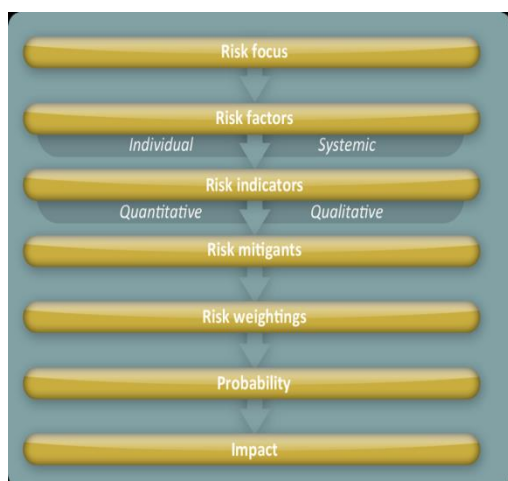 Risk focus
Risk factors
Individual Systemic
Risk indicators
Quantitative Qualitative
Risk mitigants
Risk weightings
Probability
Impact